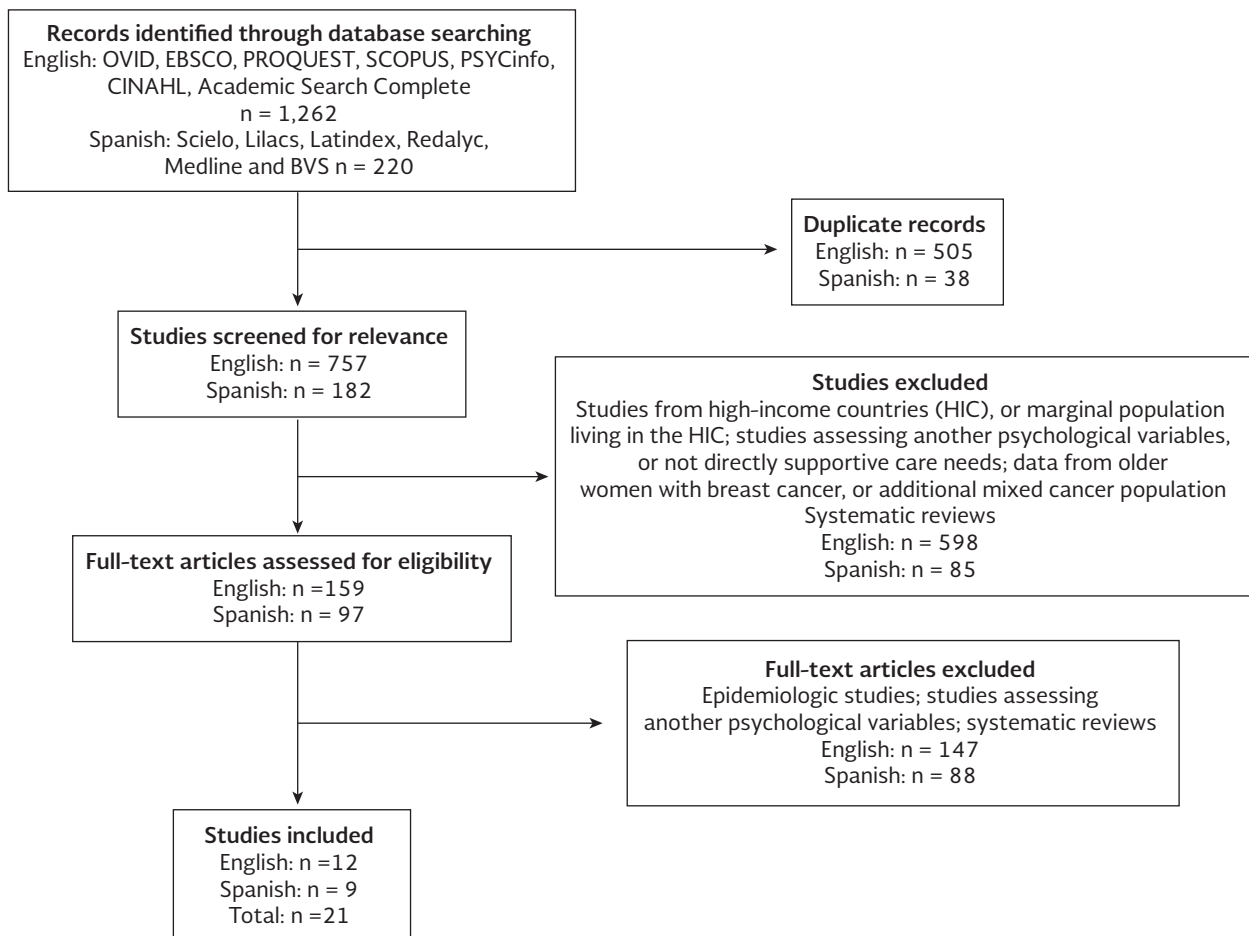 Records identified through database searching
English: OVID, EBSCO, PROQUEST, SCOPUS, PSYCinfo,
CINAHL, Academic Search Complete
n = 1,262
Spanish: Scielo, Lilacs, Latindex, Redalyc,
Medline and BVS n = 220
Duplicate records
English: n = 505
Spanish: n = 38
Studies screened for relevance
English: n = 757
Spanish: n = 182
Studies excluded
Studies from high-income countries (HIC), or marginal population
living in the HIC; studies assessing another psychological variables,
or not directly supportive care needs; data from older
women with breast cancer, or additional mixed cancer population
Systematic reviews
English: n = 598
Spanish: n = 85
Full-text articles assessed for eligibility
English: n =159
Spanish: n = 97
Full-text articles excluded
Epidemiologic studies; studies assessing
another psychological variables; systematic reviews
English: n = 147
Spanish: n = 88
Studies included
English: n =12
Spanish: n = 9
Total: n =21